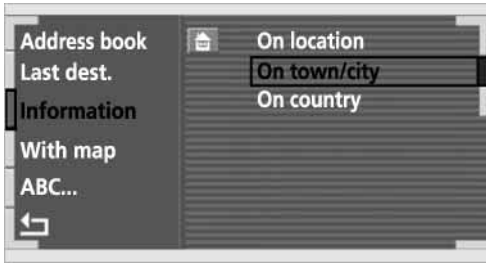 Address book
Last dest.
Information
With map
ABC...
On location
On town/city
On country